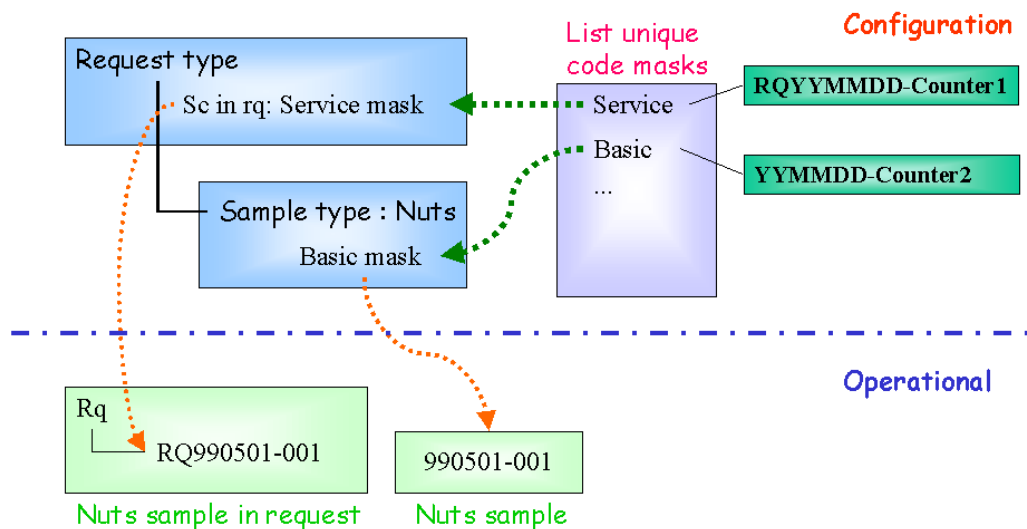 Configuration
List unique
code masks
Request type
Sc in rq: Service mask
Service
RQYYMMDD-Counter1
Basic
YYMMDD-Counter2
...
Sample type : Nuts
Basic mask
Operational
Rq
RQ990501-001
990501-001
Nuts sample in request
Nuts sample